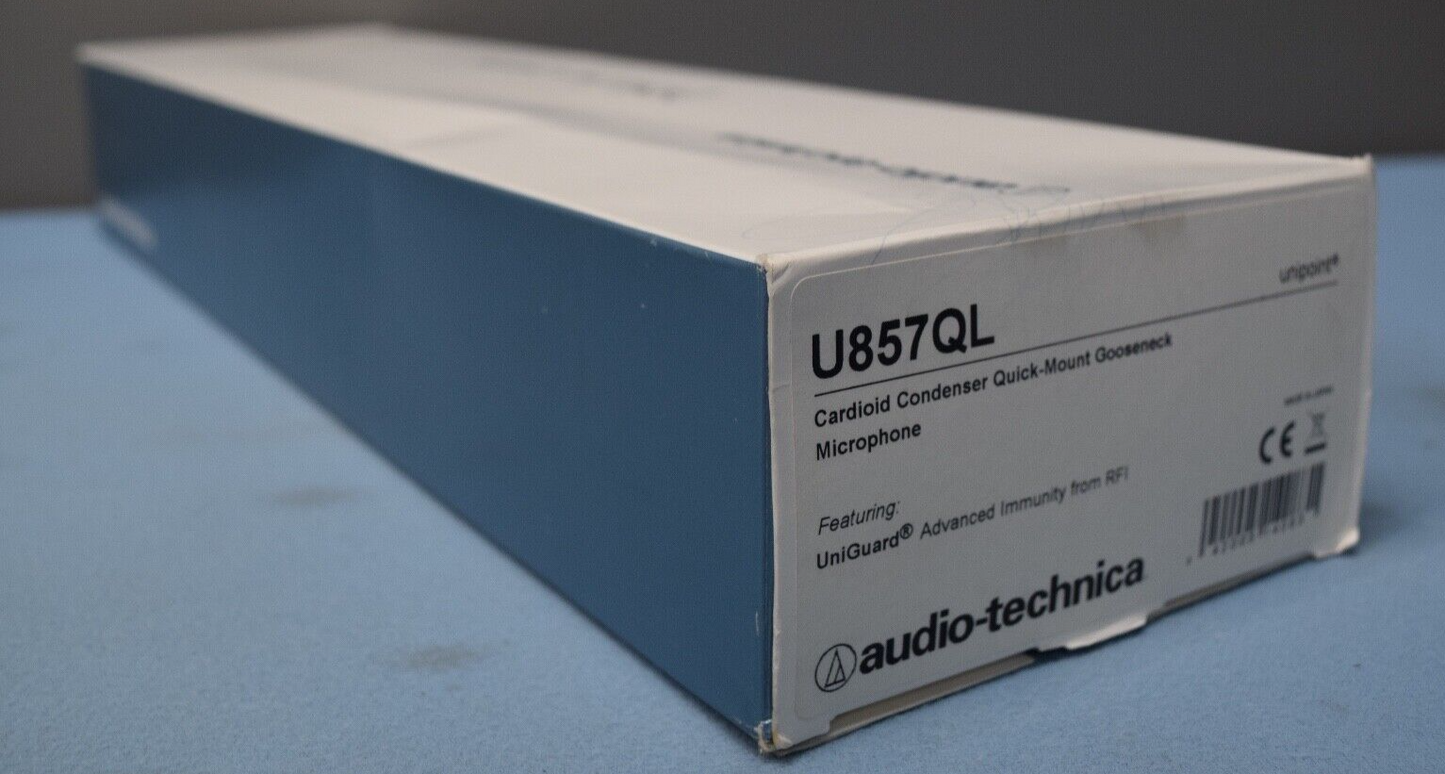 unipoint®
U857QL
Cardioid Condenser Quick-Mount Gooseneck
Microphone
CE
Featuring:
UniGuard® Advanced Immunity from RFI
audio-technica